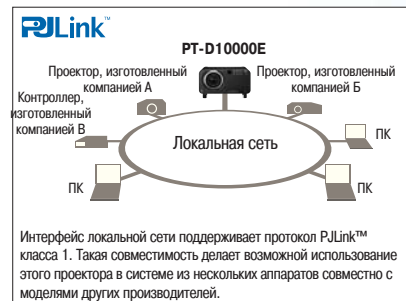 PJLink™
PT-D10000E
Проектор, изготовленный
компанией А
Проектор, изготовленный
компанией Б
Контроллер,
изготовленный
компанией В
Локальная сеть
ПК
ПК
ПК
Интерфейс локальной сети поддерживает протокол PJLink™
класса 1. Такая совместимость делает возможной использование
этого проектора в системе из нескольких аппаратов совместно с
моделями других производителей.